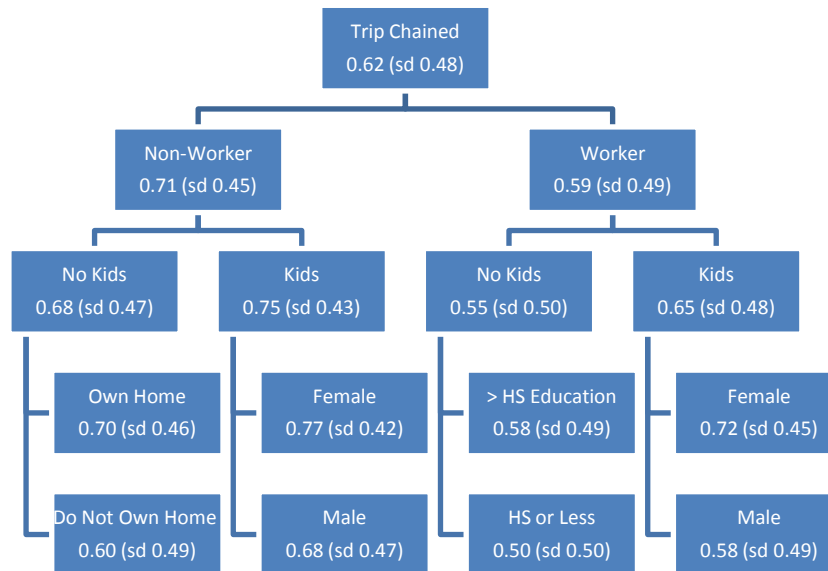 Trip Chained
0.62 (sd 0.48)
Non-Worker
0.71 (sd 0.45)
Worker
0.59 (sd 0.49)
No Kids
0.68 (sd 0.47)
Kids
0.75 (sd 0.43)
No Kids
0.55 (sd 0.50)
Kids
0.65 (sd 0.48)
Own Home
0.70 (sd 0.46)
Female
0.77 (sd 0.42)
> HS Education
0.58 (sd 0.49)
Female
0.72 (sd 0.45)
Do Not Own Home
0.60 (sd 0.49)
Male
0.68 (sd 0.47)
HS or Less
0.50 (sd 0.50)
Male
0.58 (sd 0.49)